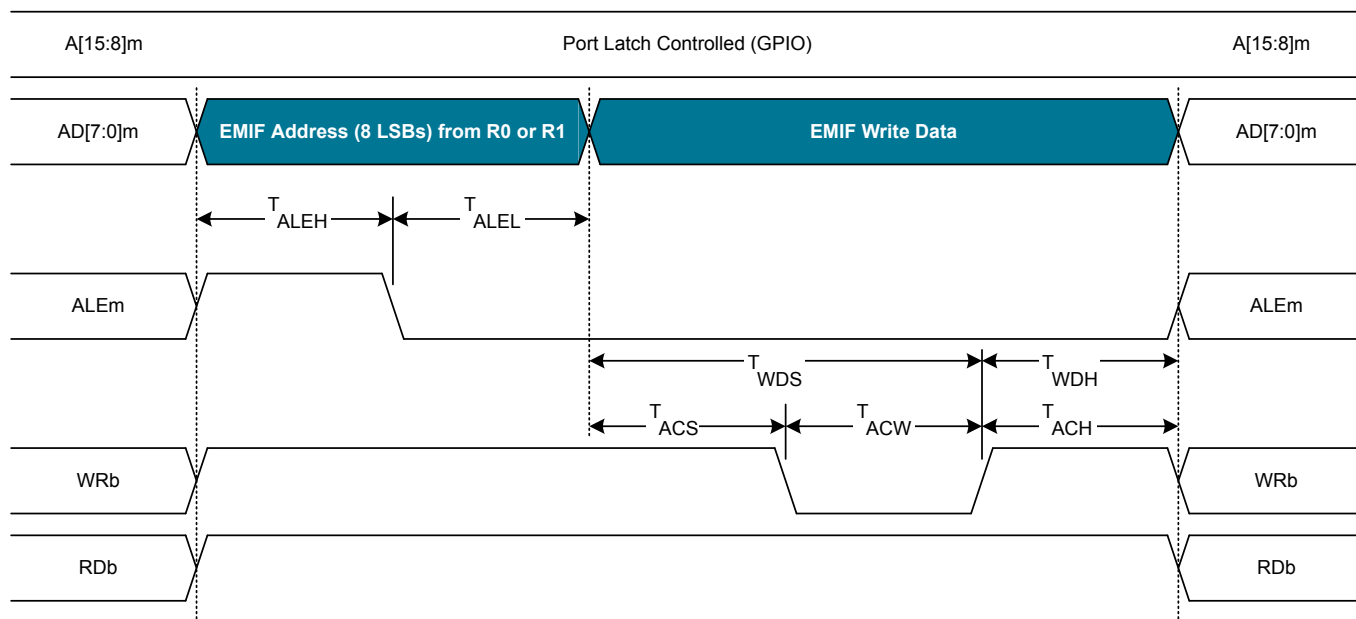 A[15:8]m Port Latch Controlled (GPIO) A[15:8]m
AD[7:0]m EMIF Address (8 LSBs) from R0 or R1 EMIF Write Data AD[7:0]m
TALEH TALEL
ALEm ALEm
TWDS TWDH
TACS TACW TACH
WRb WRb
RDb RDb